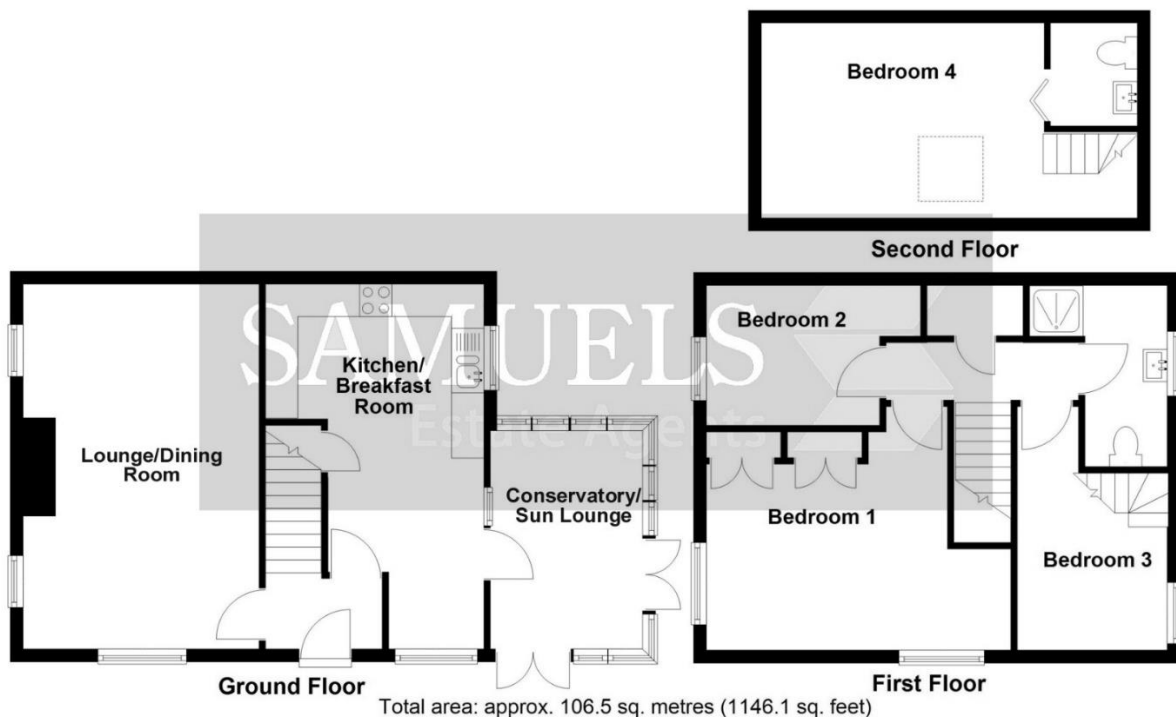 Bedroom 4
Second Floor
SAMUELS
Estate Agents
Lounge/Dining
Room
Kitchen/
Breakfast
Room
Conservatory/
Sun Lounge
Ground Floor
Bedroom 2
Bedroom 1
Bedroom 3
First Floor
Total area: approx. 106.5 sq. metres (1146.1 sq. feet)